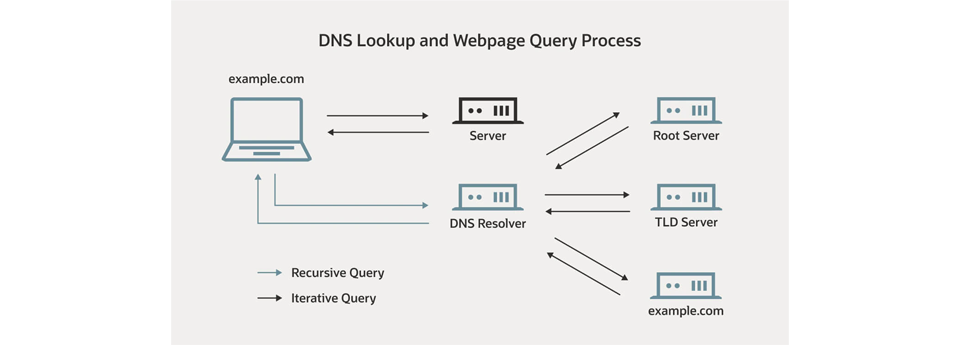 DNS Lookup and Webpage Query Process
example.com
Server
Root Server
DNS Resolver
TLD Server
Recursive Query
Iterative Query
example.com